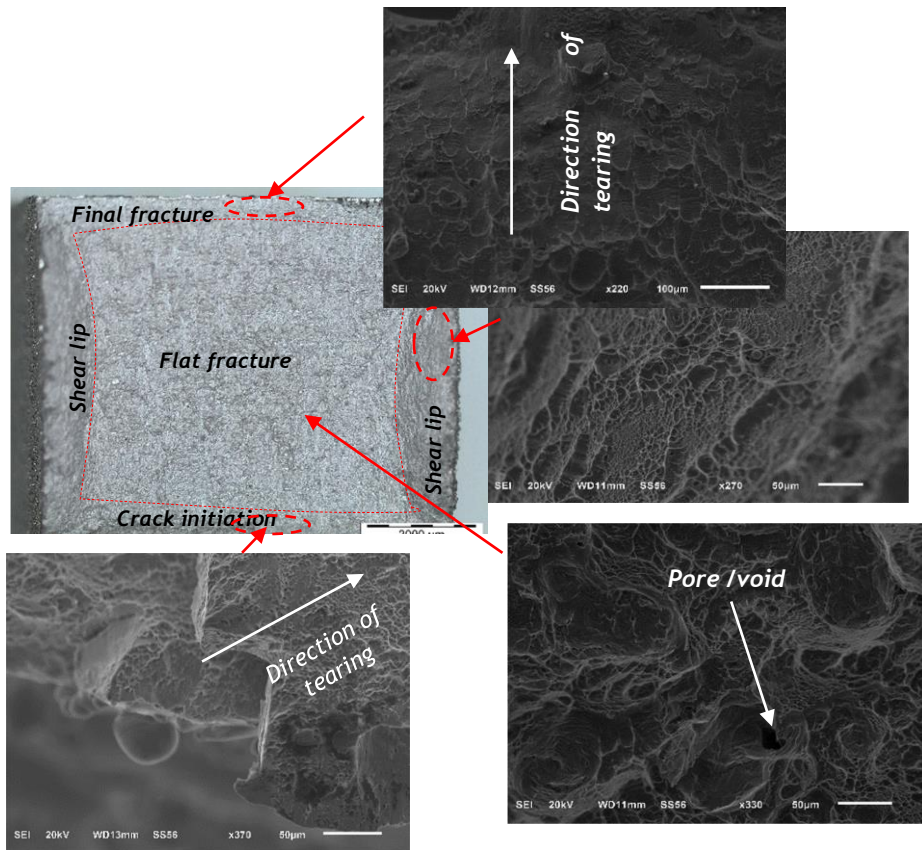 of
Direction
tearing
SEI 20kV WD12mm SS56 x220 100µm
Final fracture
Shear lip
Flat fracture
Shear lip
Crack initiation
SEI 20kV WD11mm SS56 x270 50µm
Direction of
tearing
SEI 20kV WD13mm SS56 x370 50µm
Pore /void
SEI 20kV WD11mm SS56 x330 50µm